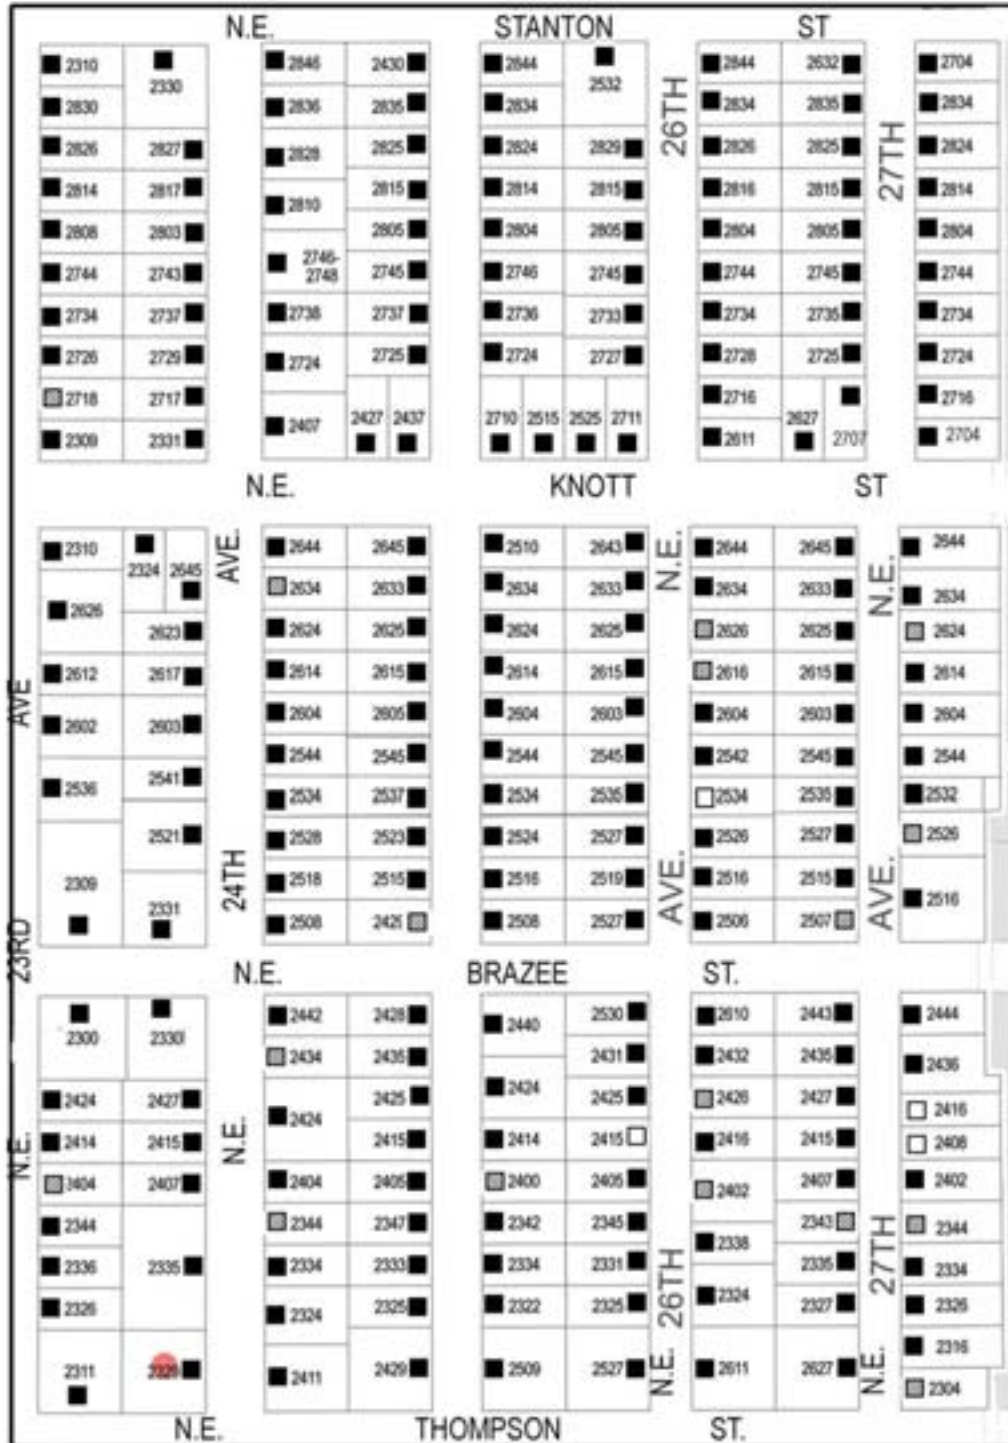 N.E. STANTON ST
2310 2330 2846 2430 2844 2532 2844 2632 2704
2830 2836 2835 2834 2834 2835 2834
2826 2827 2828 2825 2824 2829 2826 2825 2824
2814 2817 2810 2815 2814 2815 2816 2815 2814
2808 2803 2805 2804 2805 2804 2805 2804
2744 2743 2746- 2745 2746 2745 2744 2745 2744
2748
2734 2737 2738 2737 2736 2733 2734 2735 2734
2726 2729 2724 2725 2724 2727 2728 2725 2724
2718 2717 2716 2716
2309 2331 2407 2427 2437 2710 2515 2525 2711 2611 2627 2707 2704
26TH
27TH
N.E. KNOTT ST
2310 2324 2645 2644 2645 2510 2643 2644 2645 2644
2626 2634 2633 2634 2633 2634 2633 2634
2623 2624 2625 2624 2625 2626 2625 2624
2612 2617 2614 2615 2614 2615 2616 2615 2614
2602 2603 2604 2605 2604 2603 2604 2603 2604
2536 2541 2544 2545 2544 2545 2542 2545 2544
2534 2537 2534 2535 2534 2535 2532
2521 2528 2523 2524 2527 2526 2527 2526
2309 2331 2518 2515 2516 2519 2516 2515 2516
2508 2508 2527 2506 2507
AVE
23RD
N.E.
AVE.
24TH
N.E.
N.E.
AVE.
N.E.
AVE.
N.E. BRAZEE ST.
2300 2330 2442 2428 2440 2530 2610 2443 2444
2434 2435 2431 2432 2435 2436
2424 2427 2424 2425 2424 2425 2426 2427 2416
2414 2415 2415 2414 2415 2416 2415 2408
2404 2407 2404 2405 2400 2405 2402 2407 2402
2344 2344 2347 2342 2345 2343 2344
2336 2335 2334 2333 2334 2331 2338 2335 2334
2326 2324 2325 2322 2325 2324 2327 2326
2311 2411 2429 2509 2527 2611 2627 2316
2304
26TH
N.E.
27TH
N.E.
N.E. THOMPSON ST.